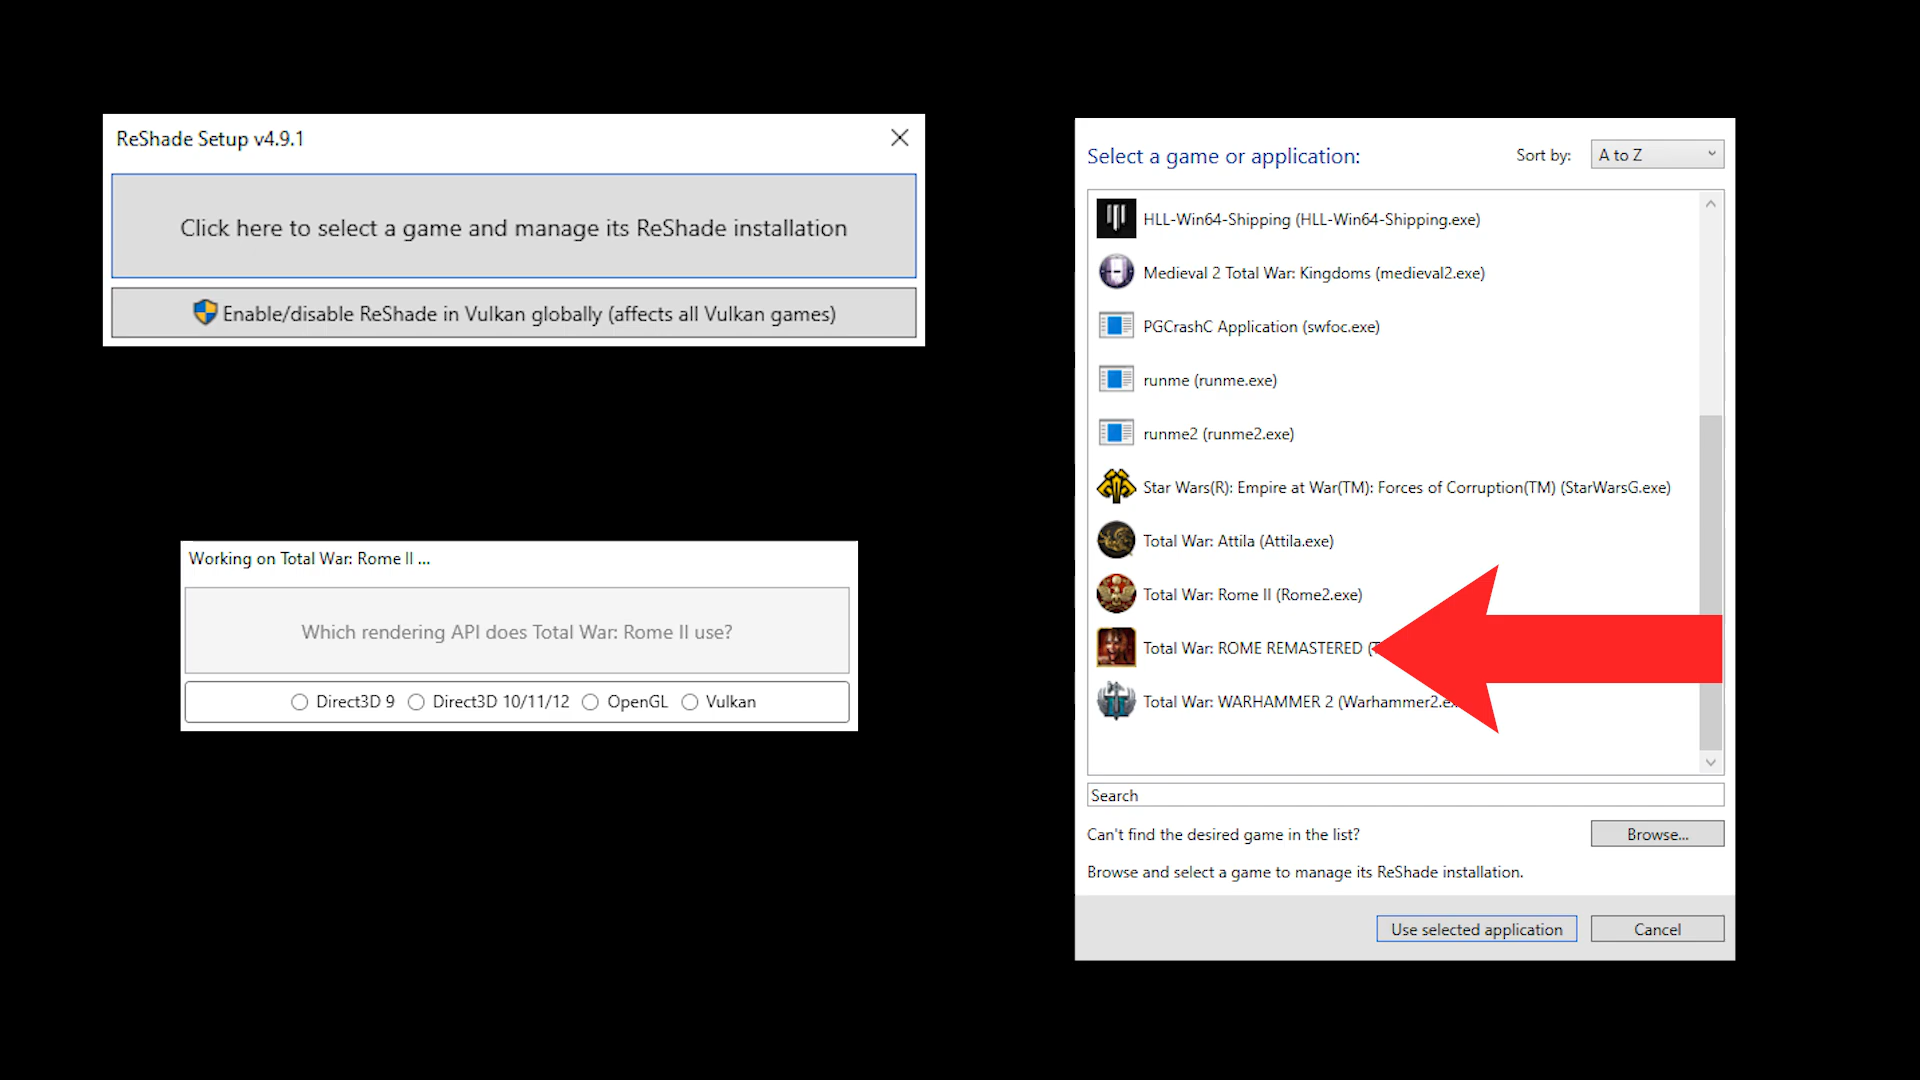 ReShade Setup v4.9.1
Click here to select a game and manage its ReShade installation
Enable/disable ReShade in Vulkan globally (affects all Vulkan games)
Working on Total War: Rome II ...
Which rendering API does Total War: Rome II use?
Direct3D 9 Direct3D 10/11/12 OpenGL Vulkan
Select a game or application:
Sort by: A to Z
HLL-Win64-Shipping (HLL-Win64-Shipping.exe)
Medieval 2 Total War: Kingdoms (medieval2.exe)
PGCrashC Application (swfoc.exe)
runme (runme.exe)
runme2 (runme2.exe)
Star Wars(R): Empire at War(TM): Forces of Corruption(TM) (StarWarsG.exe)
Total War: Attila (Attila.exe)
Total War: Rome II (Rome2.exe)
Total War: ROME REMASTERED
Total War: WARHAMMER 2 (Warhammer2.ex
Search
Can't find the desired game in the list?
Browse...
Browse and select a game to manage its ReShade installation.
Use selected application
Cancel